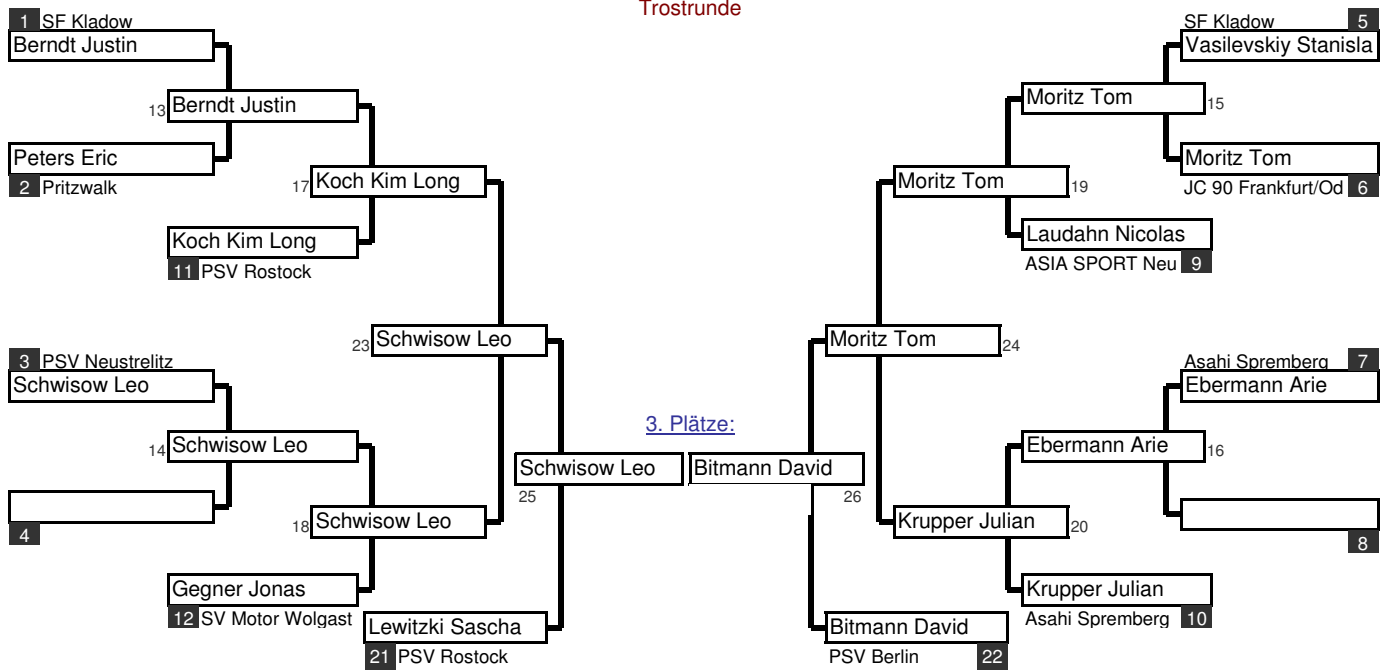 Trostrunde
1 SF Kladow
Berndt Justin
13 Berndt Justin
Peters Eric
2 Pritzwalk
17 Koch Kim Long
Koch Kim Long
11 PSV Rostock
23 Schwisow Leo
3 PSV Neustrelitz
Schwisow Leo
14 Schwisow Leo
4
18 Schwisow Leo
Gegner Jonas
12 SV Motor Wolgast
Lewitzki Sascha
21 PSV Rostock
3. Plätze:
Schwisow Leo
25
Bitmann David
26
SF Kladow 5
Vasilevskiy Stanisla
Moritz Tom 15
Moritz Tom
JC 90 Frankfurt/Od 6
Moritz Tom 19
Laudahn Nicolas
ASIA SPORT Neu 9
Moritz Tom 24
Asahi Spremberg 7
Ebermann Arie
Ebermann Arie 16
8
Krupper Julian 20
Krupper Julian
Asahi Spremberg 10
Bitmann David
PSV Berlin 22